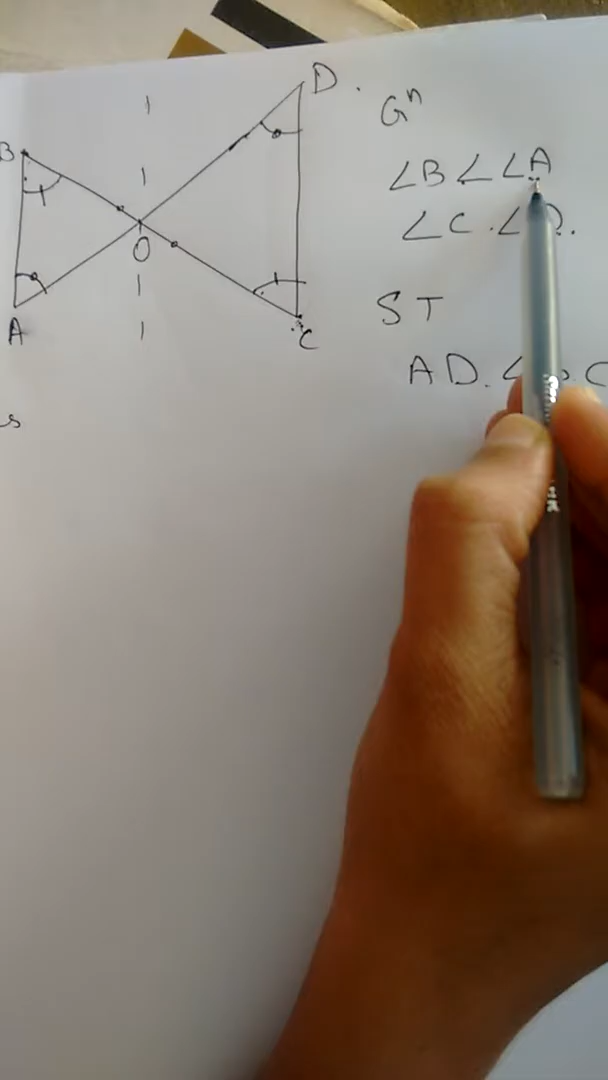 D.
B
O
A
C
Gn
∠B < ∠A
∠C . < D.
ST
AD. < C
s